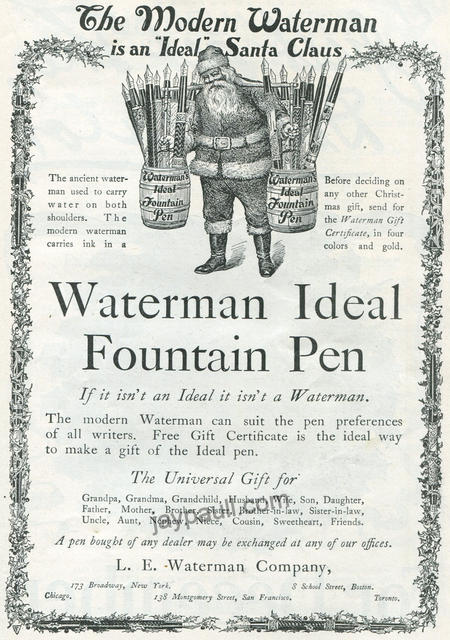 The Modern Waterman
is an "Ideal" Santa Claus
Waterman's
Ideal
Fountain
Pen
Waterman's
Ideal
Fountain
Pen
The ancient water-
man used to carry
water on both
shoulders. The
modern waterman
carries ink in a
Before deciding on
any other Christ-
mas gift, send for
the Waterman Gift
Certificate, in four
colors and gold.
Waterman Ideal
Fountain Pen
If it isn't an Ideal it isn't a Waterman.
The modern Waterman can suit the pen preferences
of all writers. Free Gift Certificate is the ideal way
to make a gift of the Ideal pen.
The Universal Gift for
Grandpa, Grandma, Grandchild, Husband, Wife, Son, Daughter,
Father, Mother, Brother, Sister, Brother-in-law, Sister-in-law,
Uncle, Aunt, Nephew, Niece, Cousin, Sweetheart, Friends.
joypaull.com
A pen bought of any dealer may be exchanged at any of our offices.
L. E. Waterman Company,
173 Broadway, New York. 8 School Street, Boston.
Chicago. 138 Montgomery Street, San Francisco. Toronto.